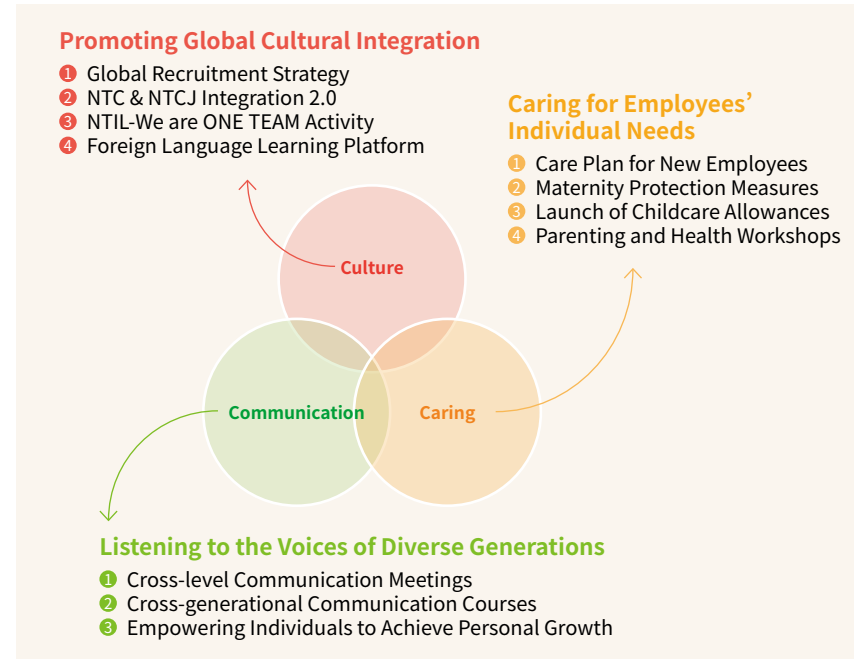 Promoting Global Cultural Integration
1 Global Recruitment Strategy
2 NTC & NTCJ Integration 2.0
3 NTIL-We are ONE TEAM Activity
4 Foreign Language Learning Platform
Caring for Employees’
Individual Needs
1 Care Plan for New Employees
2 Maternity Protection Measures
3 Launch of Childcare Allowances
4 Parenting and Health Workshops
Culture
Communication
Caring
Listening to the Voices of Diverse Generations
1 Cross-level Communication Meetings
2 Cross-generational Communication Courses
3 Empowering Individuals to Achieve Personal Growth